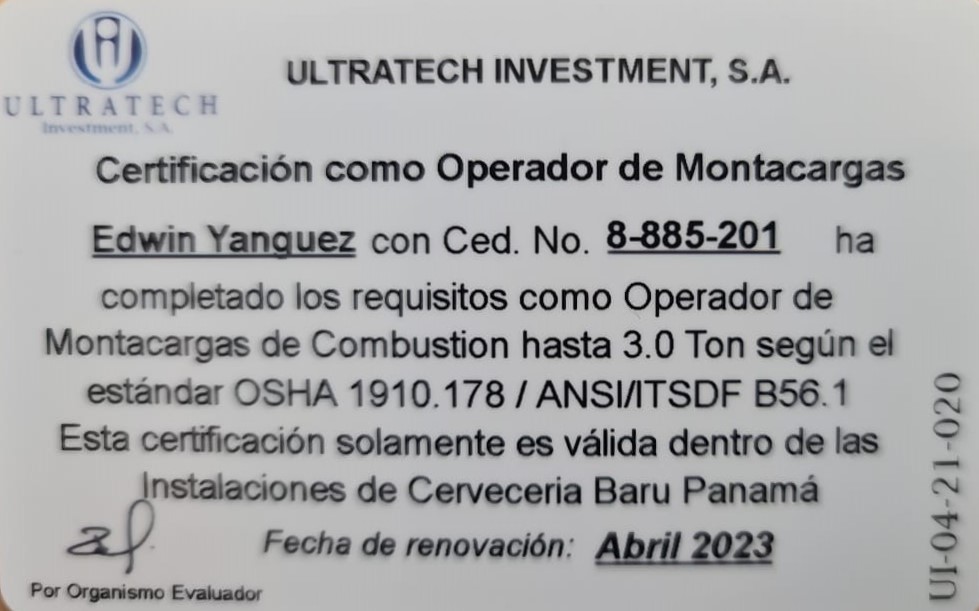 ULTRATECH
Investment, S.A.
ULTRATECH INVESTMENT, S.A.
Certificación como Operador de Montacargas
Edwin Yanguez con Ced. No. 8-885-201 ha
completado los requisitos como Operador de
Montacargas de Combustion hasta 3.0 Ton según el
estándar OSHA 1910.178 / ANSI/ITSDF B56.1
Esta certificación solamente es válida dentro de las
Instalaciones de Cerveceria Baru Panamá
Fecha de renovación: Abril 2023
Por Organismo Evaluador
UI-04-21-020